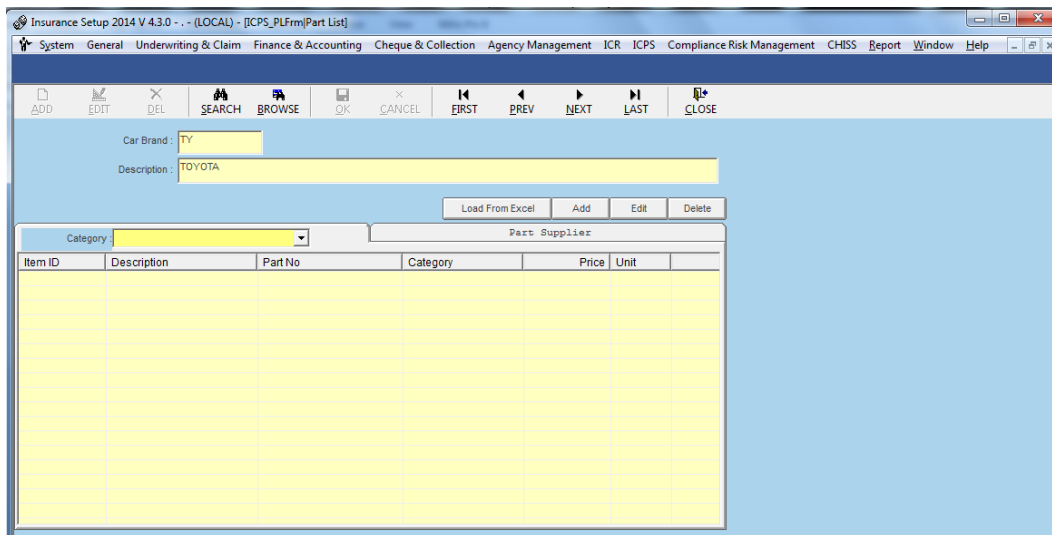 Insurance Setup 2014 V 4.3.0 - . - (LOCAL) - [ICPS_PLFrm|Part List]
System General Underwriting & Claim Finance & Accounting Cheque & Collection Agency Management ICR ICPS Compliance Risk Management CHISS Report Window Help
ADD EDIT DEL SEARCH BROWSE OK CANCEL FIRST PREV NEXT LAST CLOSE
Car Brand : TY
Description : TOYOTA
Load From Excel Add Edit Delete
Category : Part Supplier
Item ID Description Part No Category Price Unit